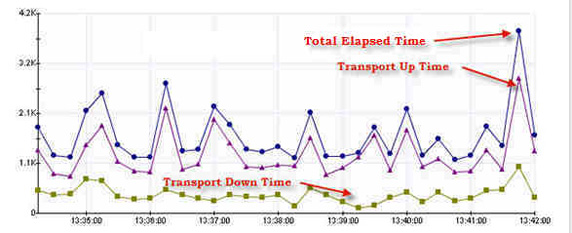 4.2K
Total Elapsed Time
3.2K
Transport Up Time
2.1K
1.1K
Transport Down Time
0
13:35:00 13:36:00 13:37:00 13:38:00 13:39:00 13:40:00 13:41:00 13:42:00